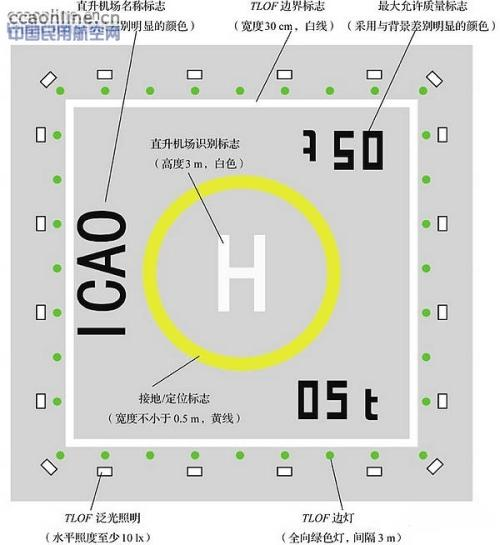 直升机场名称标志
ccaonline.cn
中国民用航空网
别明显的颜色）
TLOF 边界标志
（宽度30 cm，白线）
最大允许质量标志
（采用与背景差别明显的颜色）
05 t
直升机场识别标志
（高度3 m，白色）
ICAO
H
接地/定位标志
（宽度不小于0.5 m，黄线）
05 t
TLOF 泛光照明
（水平照度至少10 lx）
TLOF 边灯
（全向绿色灯，间隔3 m）